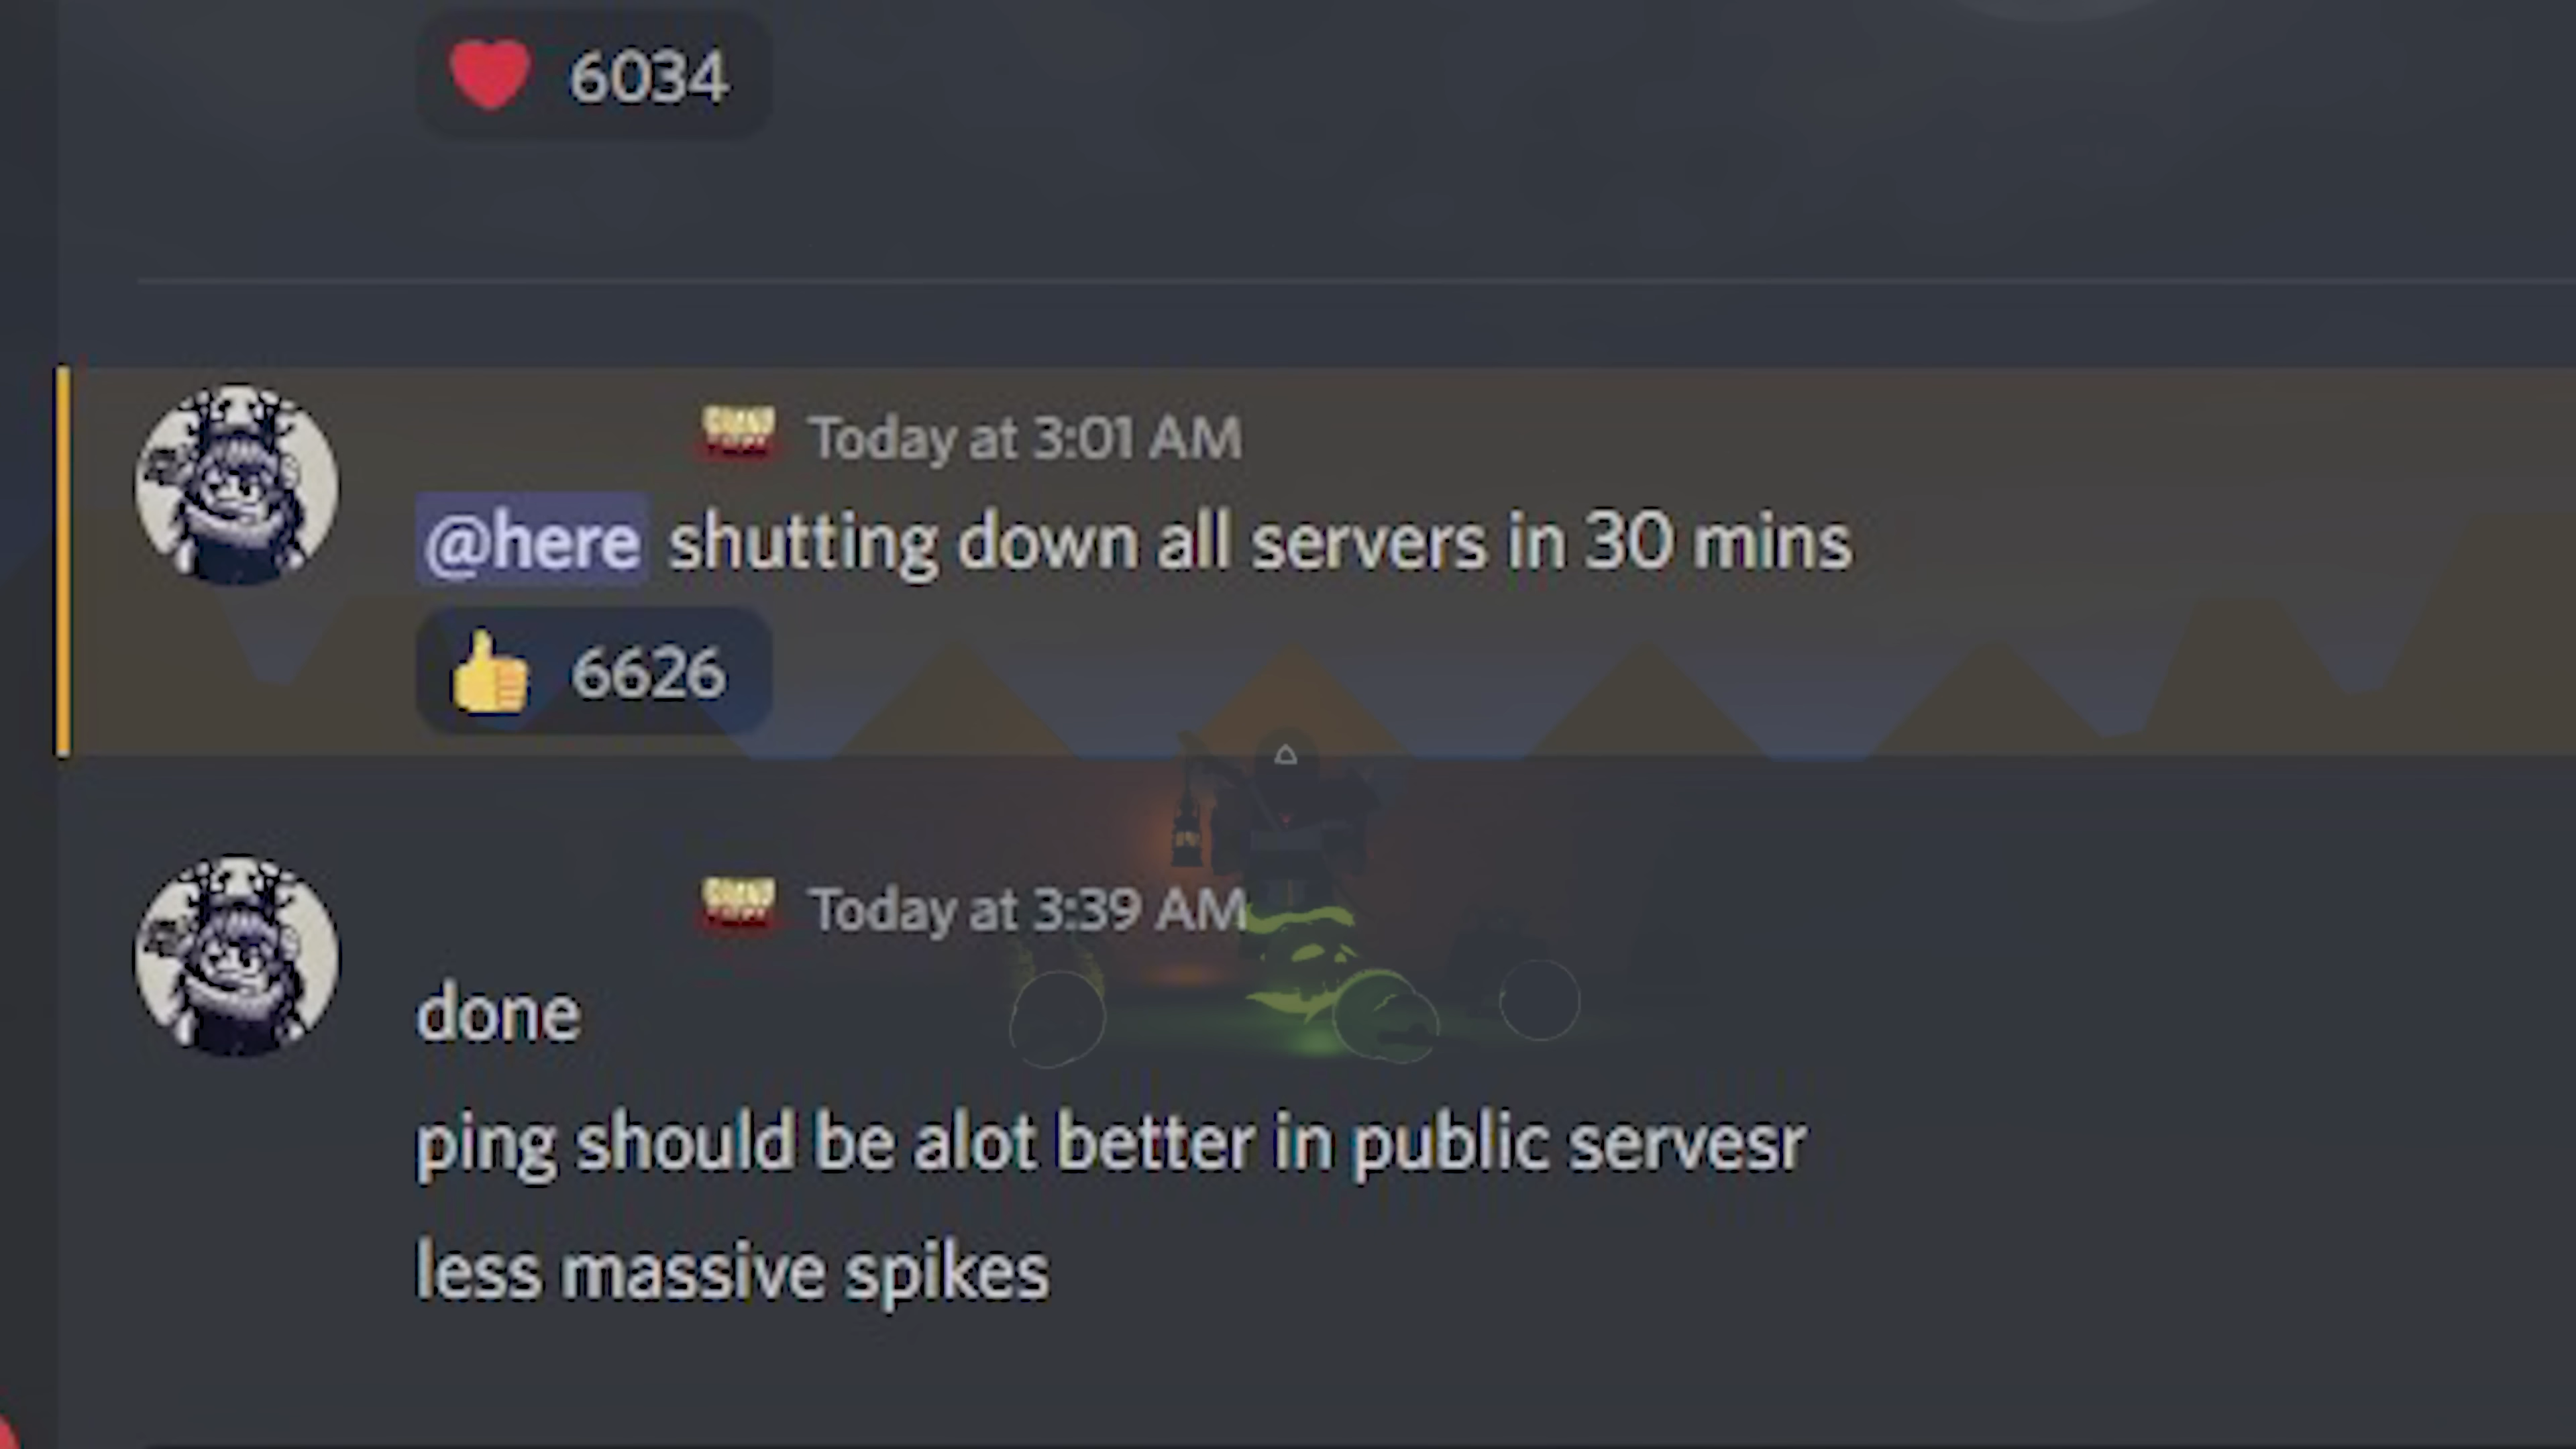 6034
Today at 3:01 AM
@here shutting down all servers in 30 mins
6626
Today at 3:39 AM
done
ping should be alot better in public servesr
less massive spikes